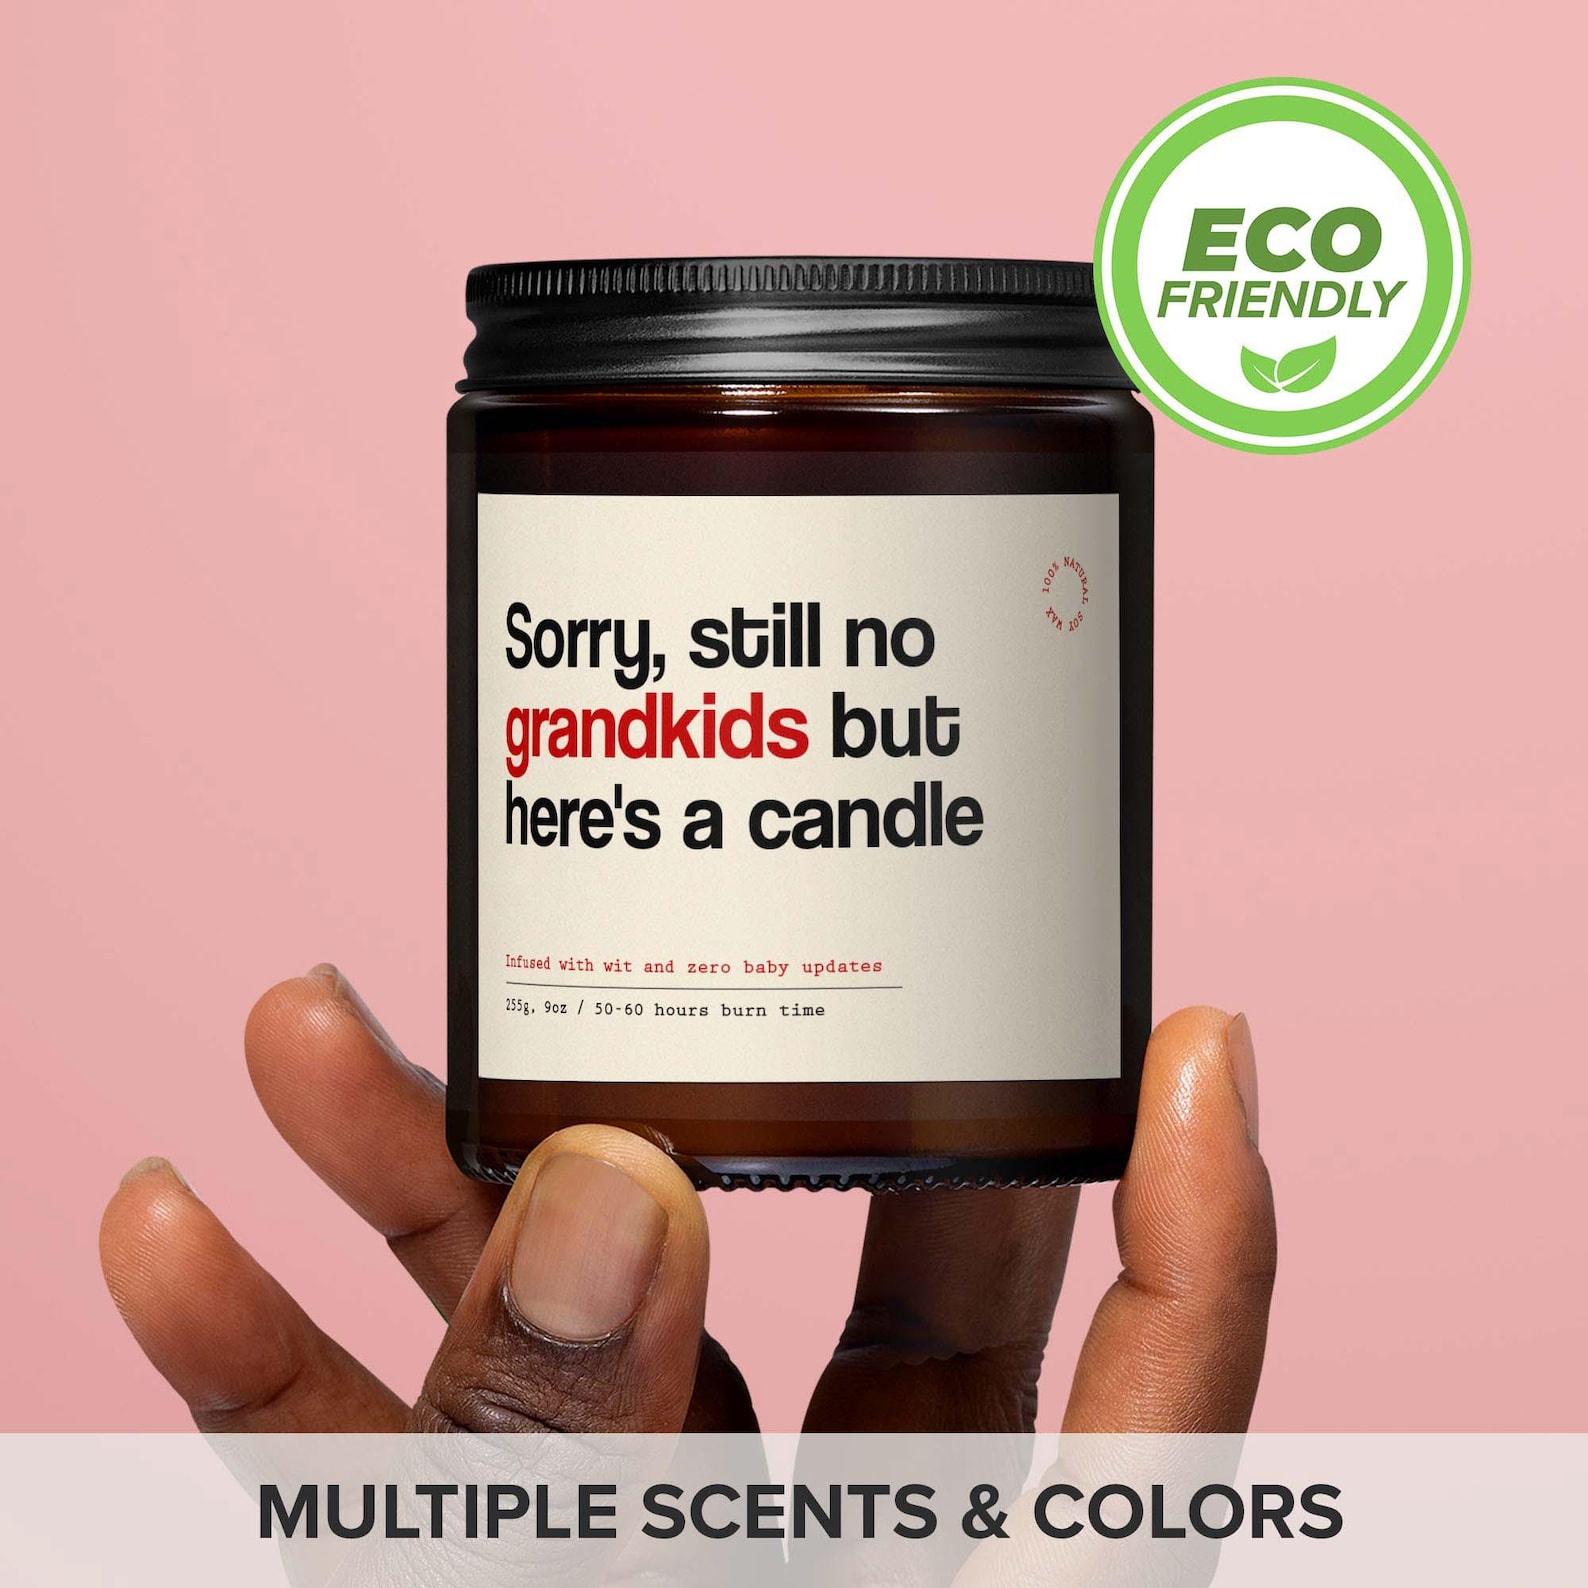 ECO
FRIENDLY
100% NATURAL SOY WAX
Sorry, still no
grandkids but
here's a candle
Infused with wit and zero baby updates
255g, 9oz / 50-60 hours burn time
MULTIPLE SCENTS & COLORS